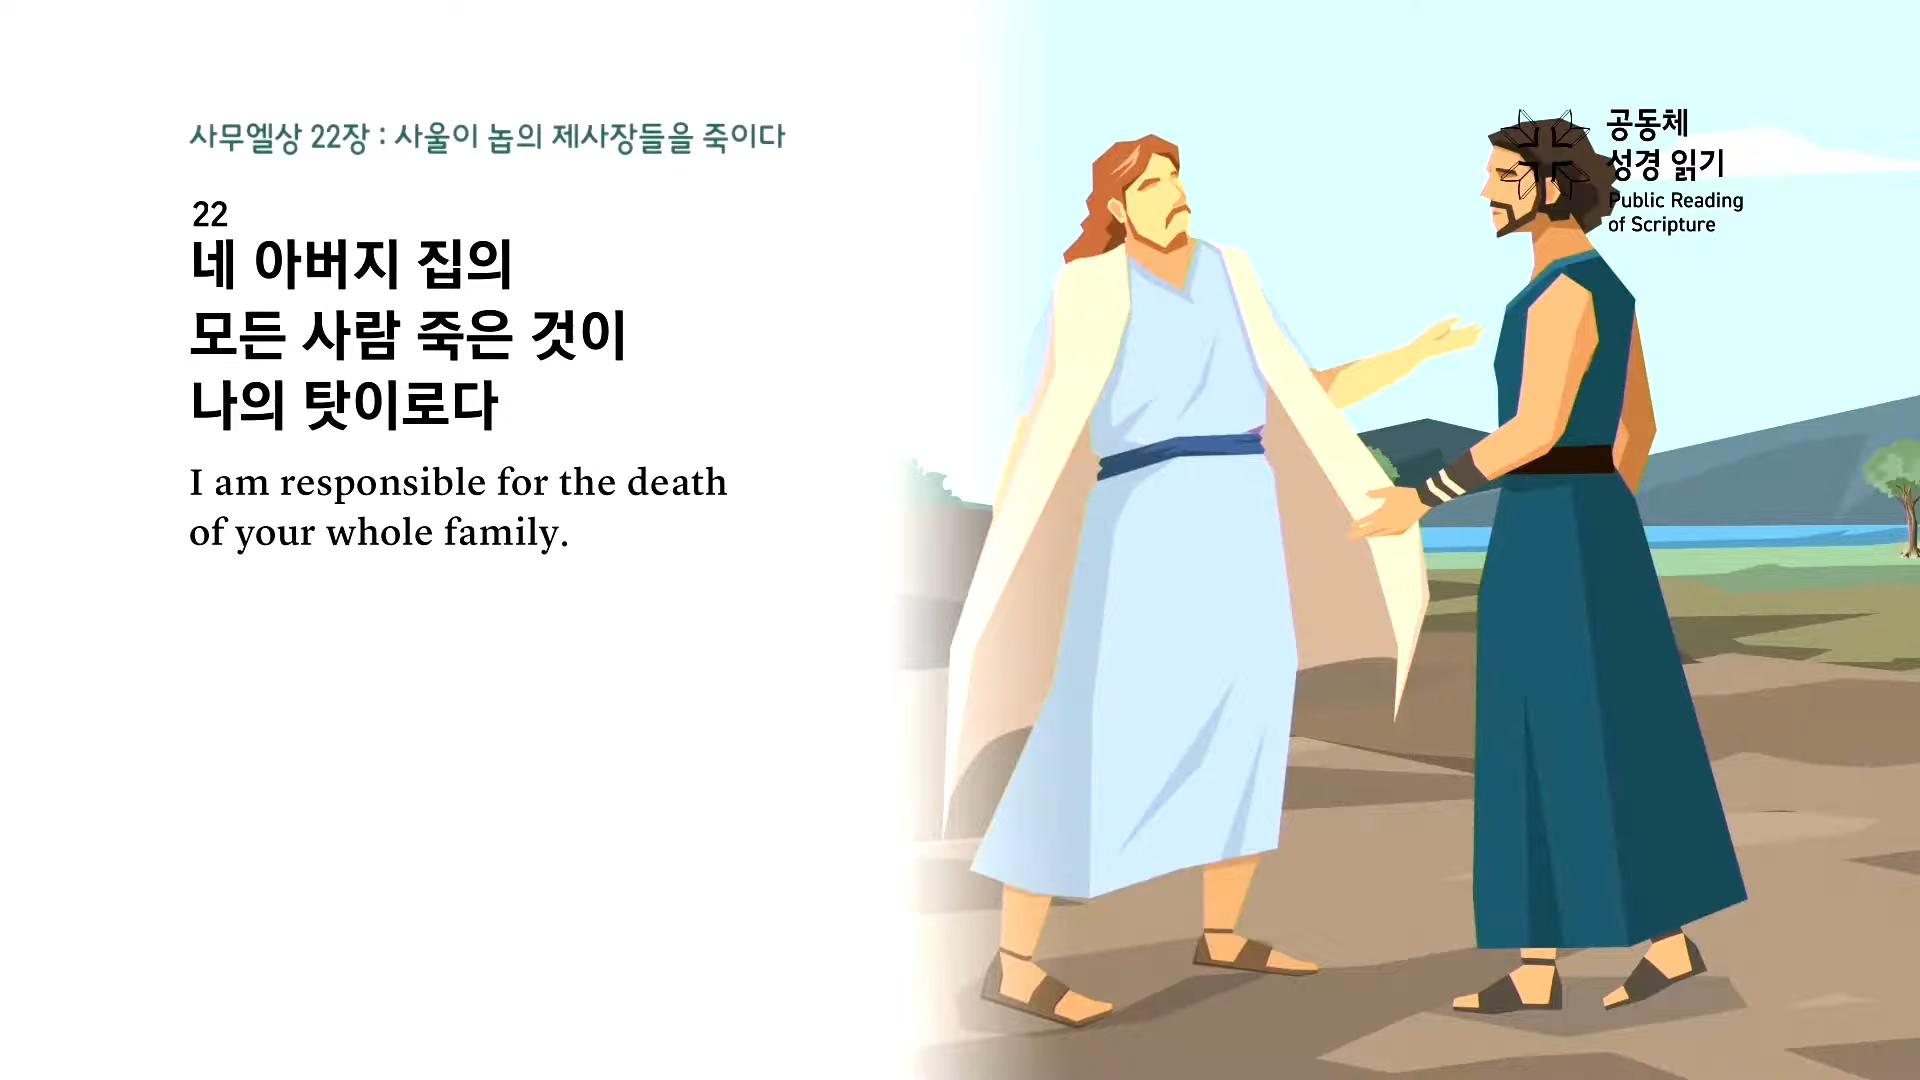 사무엘상 22장 : 사울이 놉의 제사장들을 죽이다
22
네 아버지 집의
모든 사람 죽은 것이
나의 탓이로다
I am responsible for the death
of your whole family.
공동체
성경 읽기
Public Reading
of Scripture